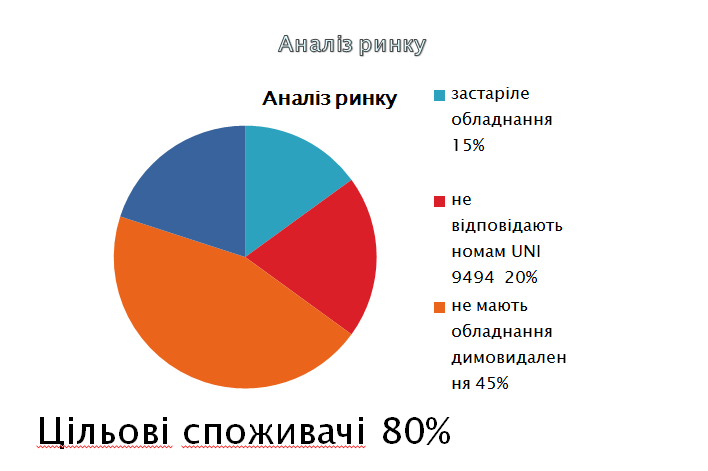 Аналіз ринку
Аналіз ринку
застаріле
обладнання
15%
не
відповідають
номам UNI
9494 20%
не мають
обладнання
димовидален
ня 45%
Цільові споживачі 80%